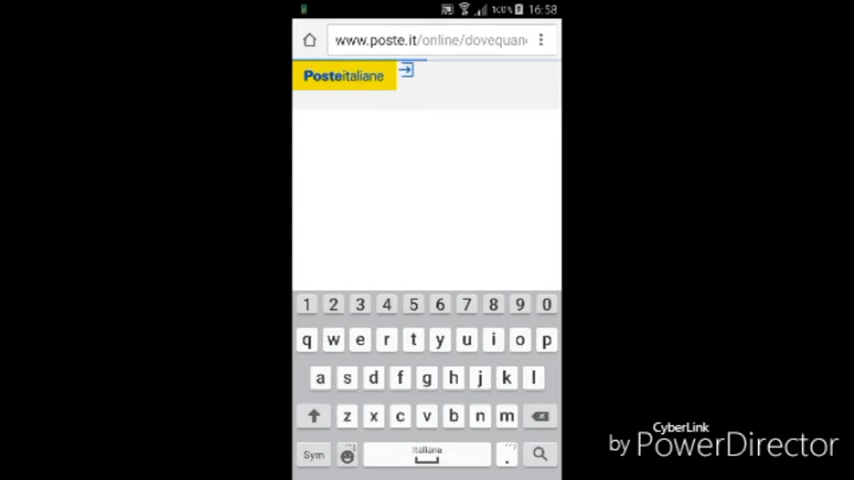 100% 16:58
www.poste.it/online/dovequan
Posteitaliane
1 2 3 4 5 6 7 8 9 0
q w e r t y u i o p
a s d f g h j k l
z x c v b n m
Sym Italiano .
CyberLink
by PowerDirector